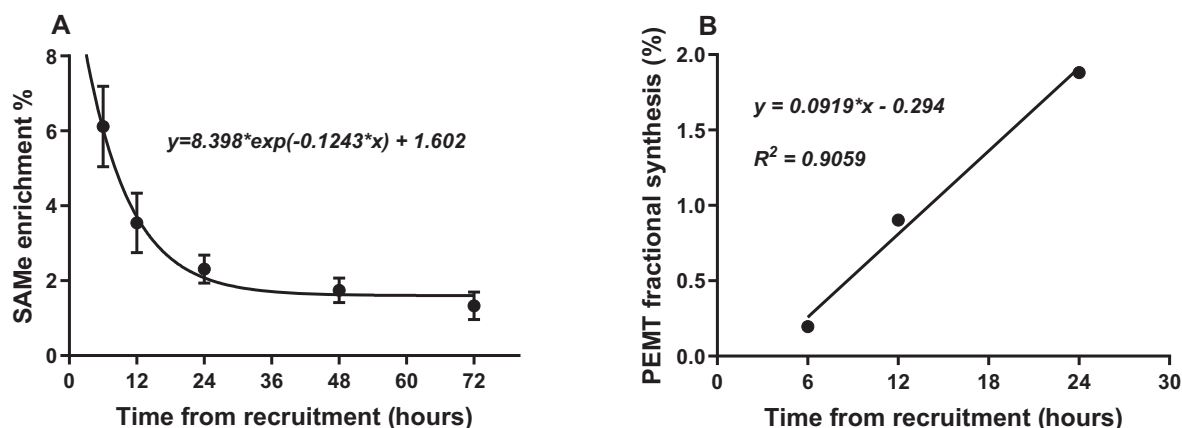 A
SAMe enrichment %
8
6
4
2
0
y=8.398*exp(-0.1243*x) + 1.602
0 12 24 36 48 60 72
Time from recruitment (hours)
B
PEMT fractional synthesis (%)
2.0
1.5
1.0
0.5
0.0
y = 0.0919*x - 0.294
R² = 0.9059
0 6 12 18 24 30
Time from recruitment (hours)